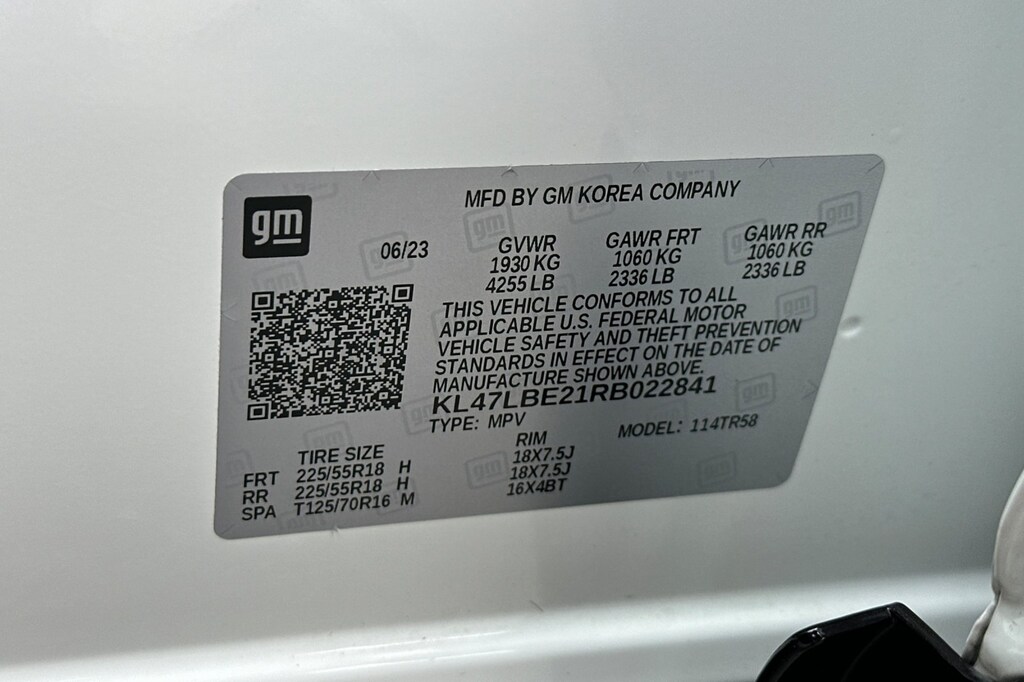 gm
MFD BY GM KOREA COMPANY
06/23
GVWR GAWR FRT GAWR RR
1930 KG 1060 KG 1060 KG
4255 LB 2336 LB 2336 LB
THIS VEHICLE CONFORMS TO ALL
APPLICABLE U.S. FEDERAL MOTOR
VEHICLE SAFETY AND THEFT PREVENTION
STANDARDS IN EFFECT ON THE DATE OF
MANUFACTURE SHOWN ABOVE.
KL47LBE21RB022841
TYPE: MPV MODEL: 114TR58
TIRE SIZE RIM
FRT 225/55R18 H 18X7.5J
RR 225/55R18 H 18X7.5J
SPA T125/70R16 M 16X4BT